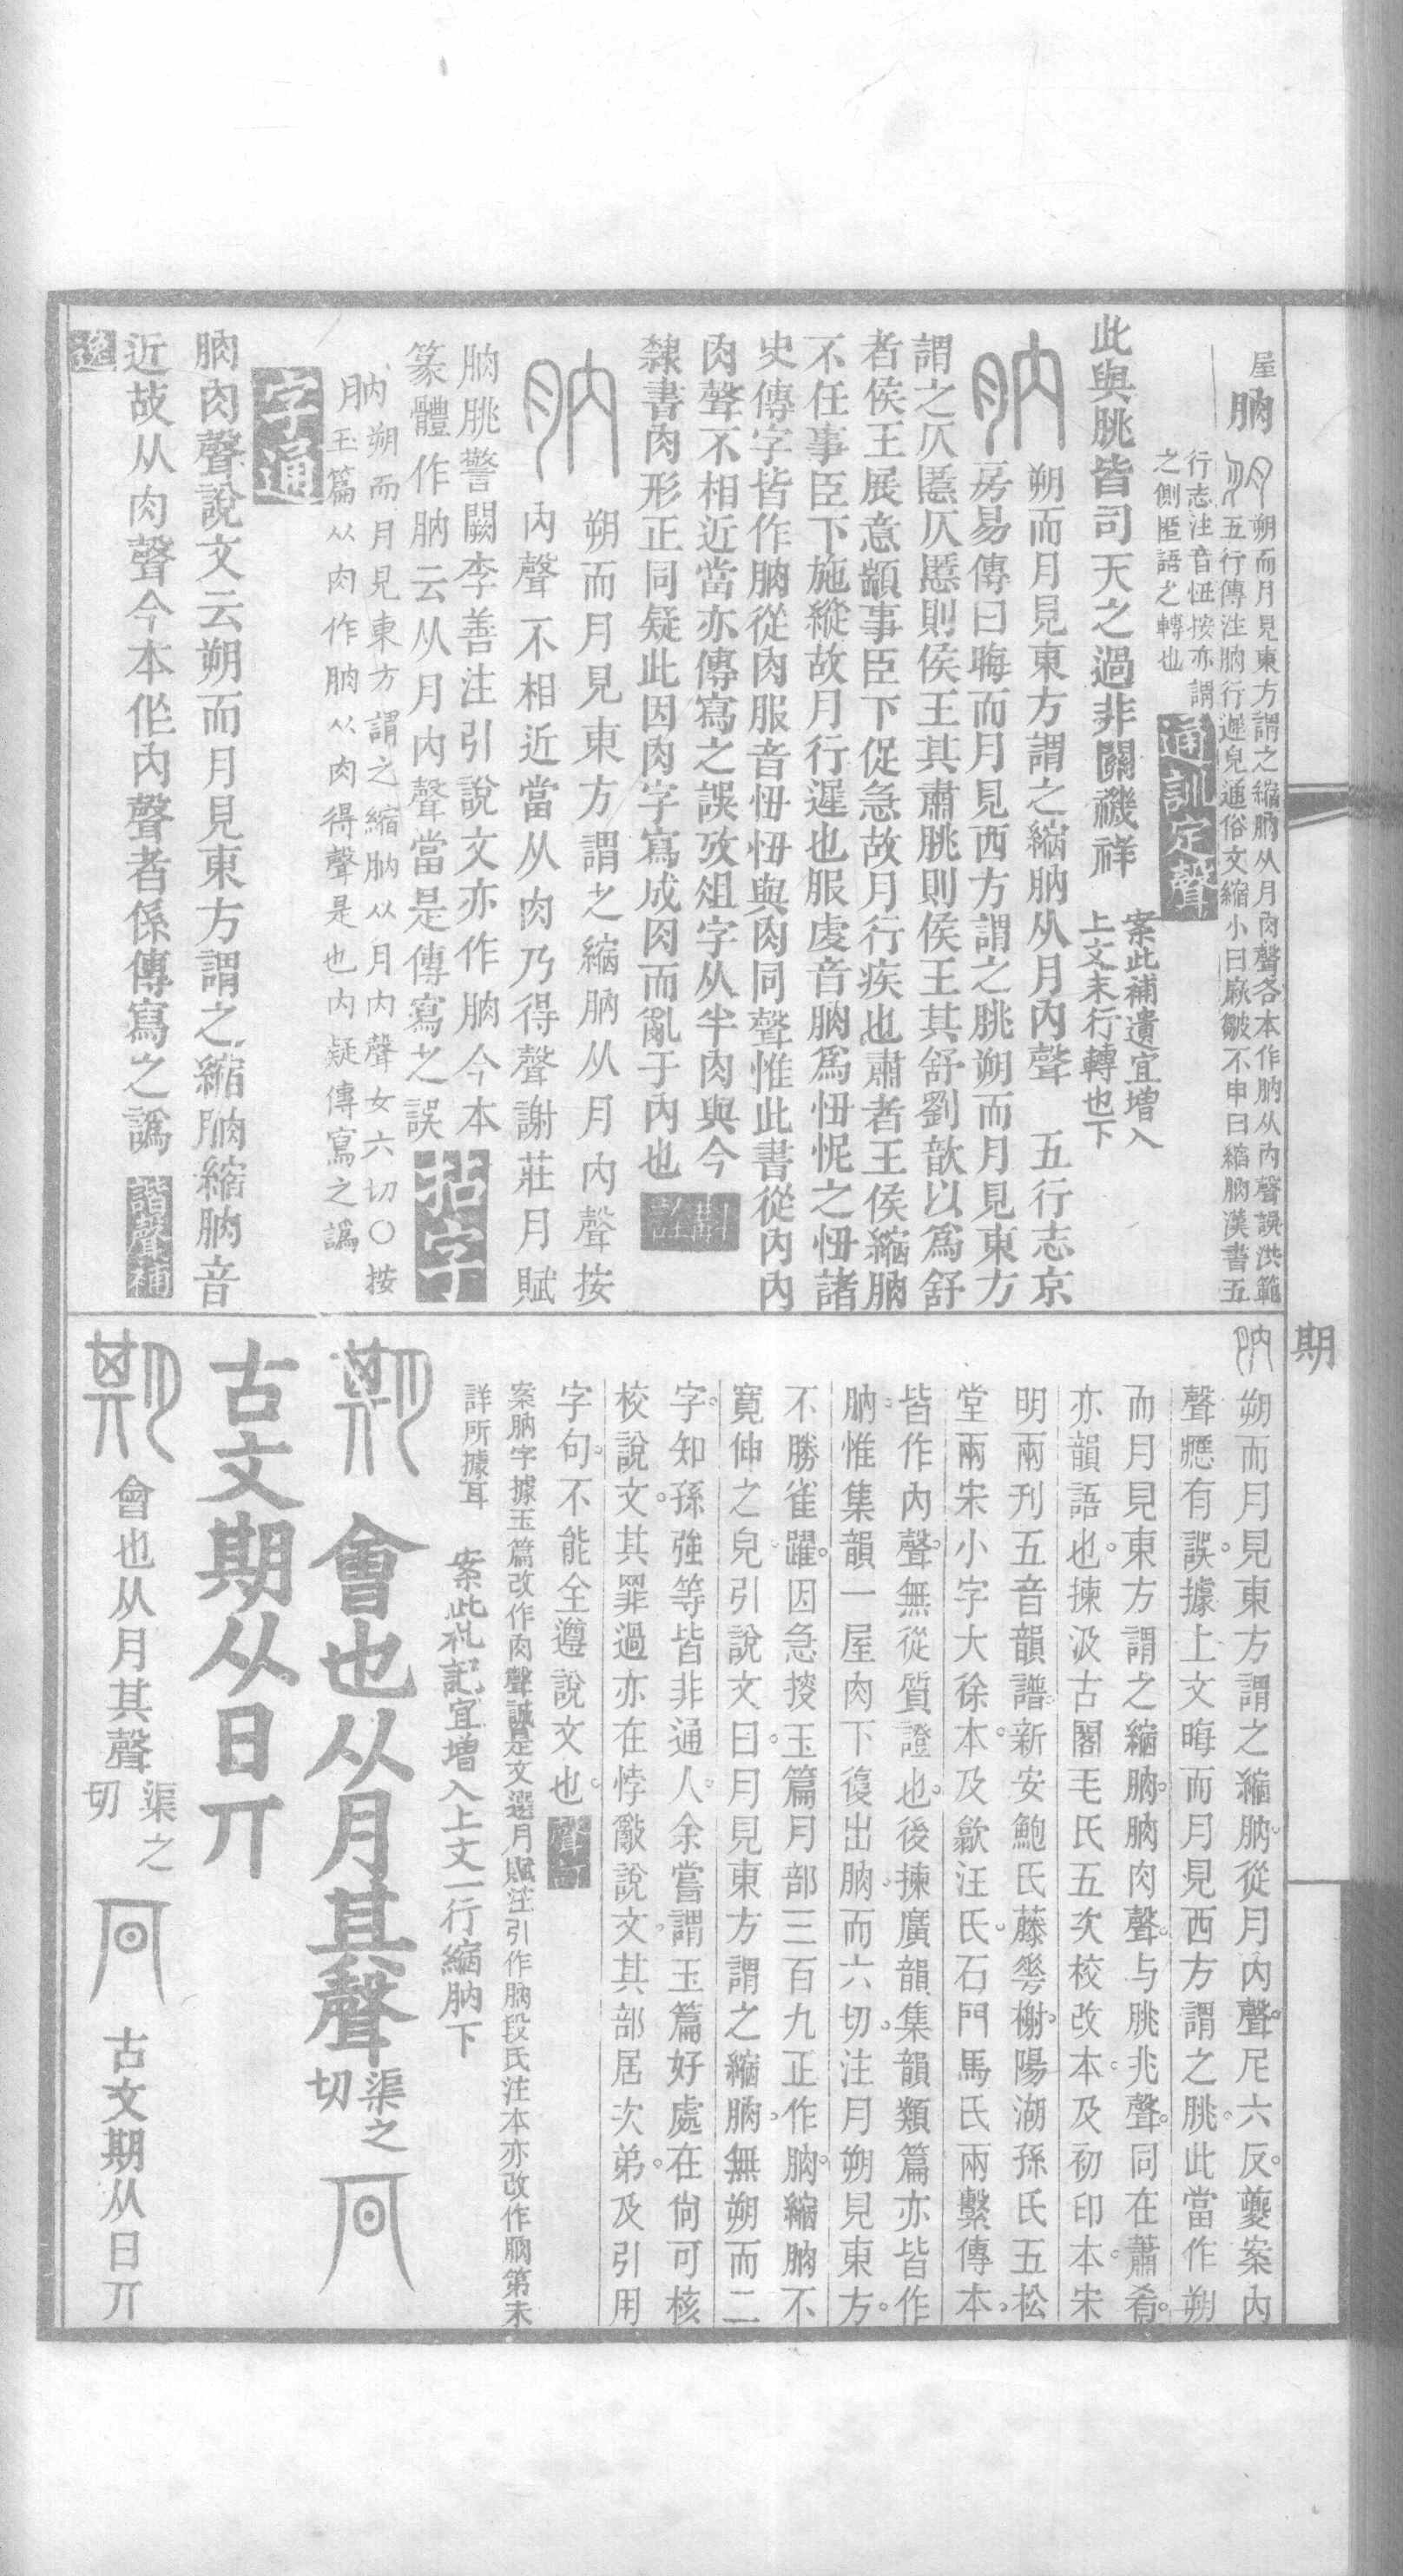 屋
朒
朔而月見東方謂之縮朒从月肉聲各本作朒从內聲誤洪範
五行傳注朒行遲皃通俗文縮小曰𤸪皺不申曰縮朒漢書五
行志注音忸按亦謂
之側匿語之轉也
通訓定聲
此與朓皆司天之過非關禨祥
案此補遺宜增入
上文末行轉也下
朔而月見東方謂之縮朒从月內聲 五行志京
房易傳曰晦而月見西方謂之朓朔而月見東方
謂之仄慝仄慝則侯王其肅朓則侯王其舒劉歆以爲舒
者侯王展意顓事臣下促急故月行疾也肅者王侯縮朒
不任事臣下施縱故月行遲也服虔音朒爲忸怩之忸諸
史傳字皆作朒從肉服音忸忸與肉同聲惟此書從內內
肉聲不相近當亦傳寫之誤攷俎字从半肉與今
隸書肉形正同疑此因肉字寫成肉而亂于內也
斠詮
朔而月見東方謂之縮朒从月內聲按
內聲不相近當从肉乃得聲謝莊月賦
朒朓警闕李善注引說文亦作朒今本
篆體作朒云从月內聲當是傳寫之誤
拈字
朒朔而月見東方謂之縮朒从月內聲女六切○按
月玉篇从肉作朒从肉得聲是也內疑傳寫之譌
字通
朒肉聲說文云朔而月見東方謂之縮朒縮朒音
近故从肉聲今本作內聲者係傳寫之譌
諧聲補
逸
期
朔而月見東方謂之縮朒從月內聲尼六反夔案內
聲應有誤據上文晦而月見西方謂之朓此當作朔
而月見東方謂之縮朒朒肉聲与朓兆聲同在蕭肴
亦韻語也揀汲古閣毛氏五次校改本及初印本宋
明兩刊五音韻譜新安鮑氏藤雩榭陽湖孫氏五松
堂兩宋小字大徐本及歙汪氏石門馬氏兩繫傳本
皆作內聲無從質證也後揀廣韻集韻類篇亦皆作
朒惟集韻一屋肉下復出朒而六切注月朔見東方
不勝雀躍因急搜玉篇月部三百九正作朒縮朒不
寬伸之皃引說文曰月見東方謂之縮朒無朔而二
字知孫強等皆非通人余嘗謂玉篇好處在尙可核
校說文其罪過亦在悖㪚說文其部居次弟及引用
字句不能全遵說文也
聲訂
案朒字據玉篇改作肉聲誠是文選月賦注引作朒段氏注本亦改作朒第未
詳所據耳 案此札記宜增入上文一行縮朒下
會也从月其聲渠之切
古文期从日丌
會也从月其聲渠之切
古文期从日丌